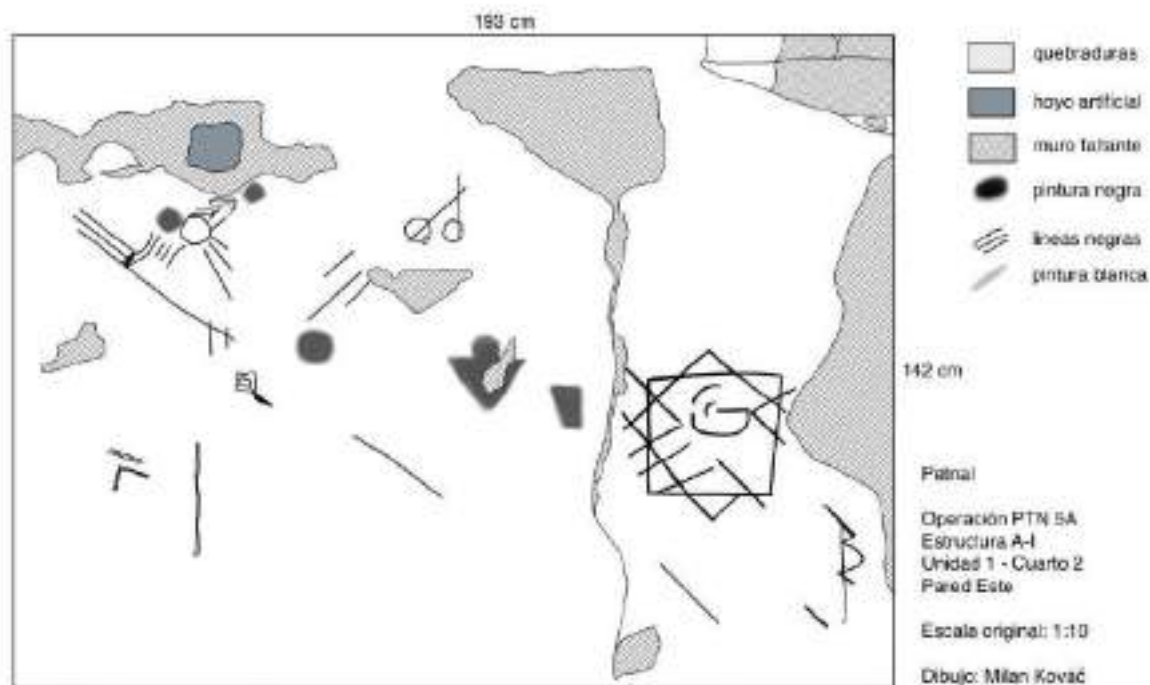 193 cm
quebraduras
hoyo artificial
muro faltante
pintura negra
líneas negras
pintura blanca
142 cm
Petnal
Operación PTN 5A
Estructura A-I
Unidad 1 - Cuarto 2
Pared Este
Escala original: 1:10
Dibujo: Milan Kováč